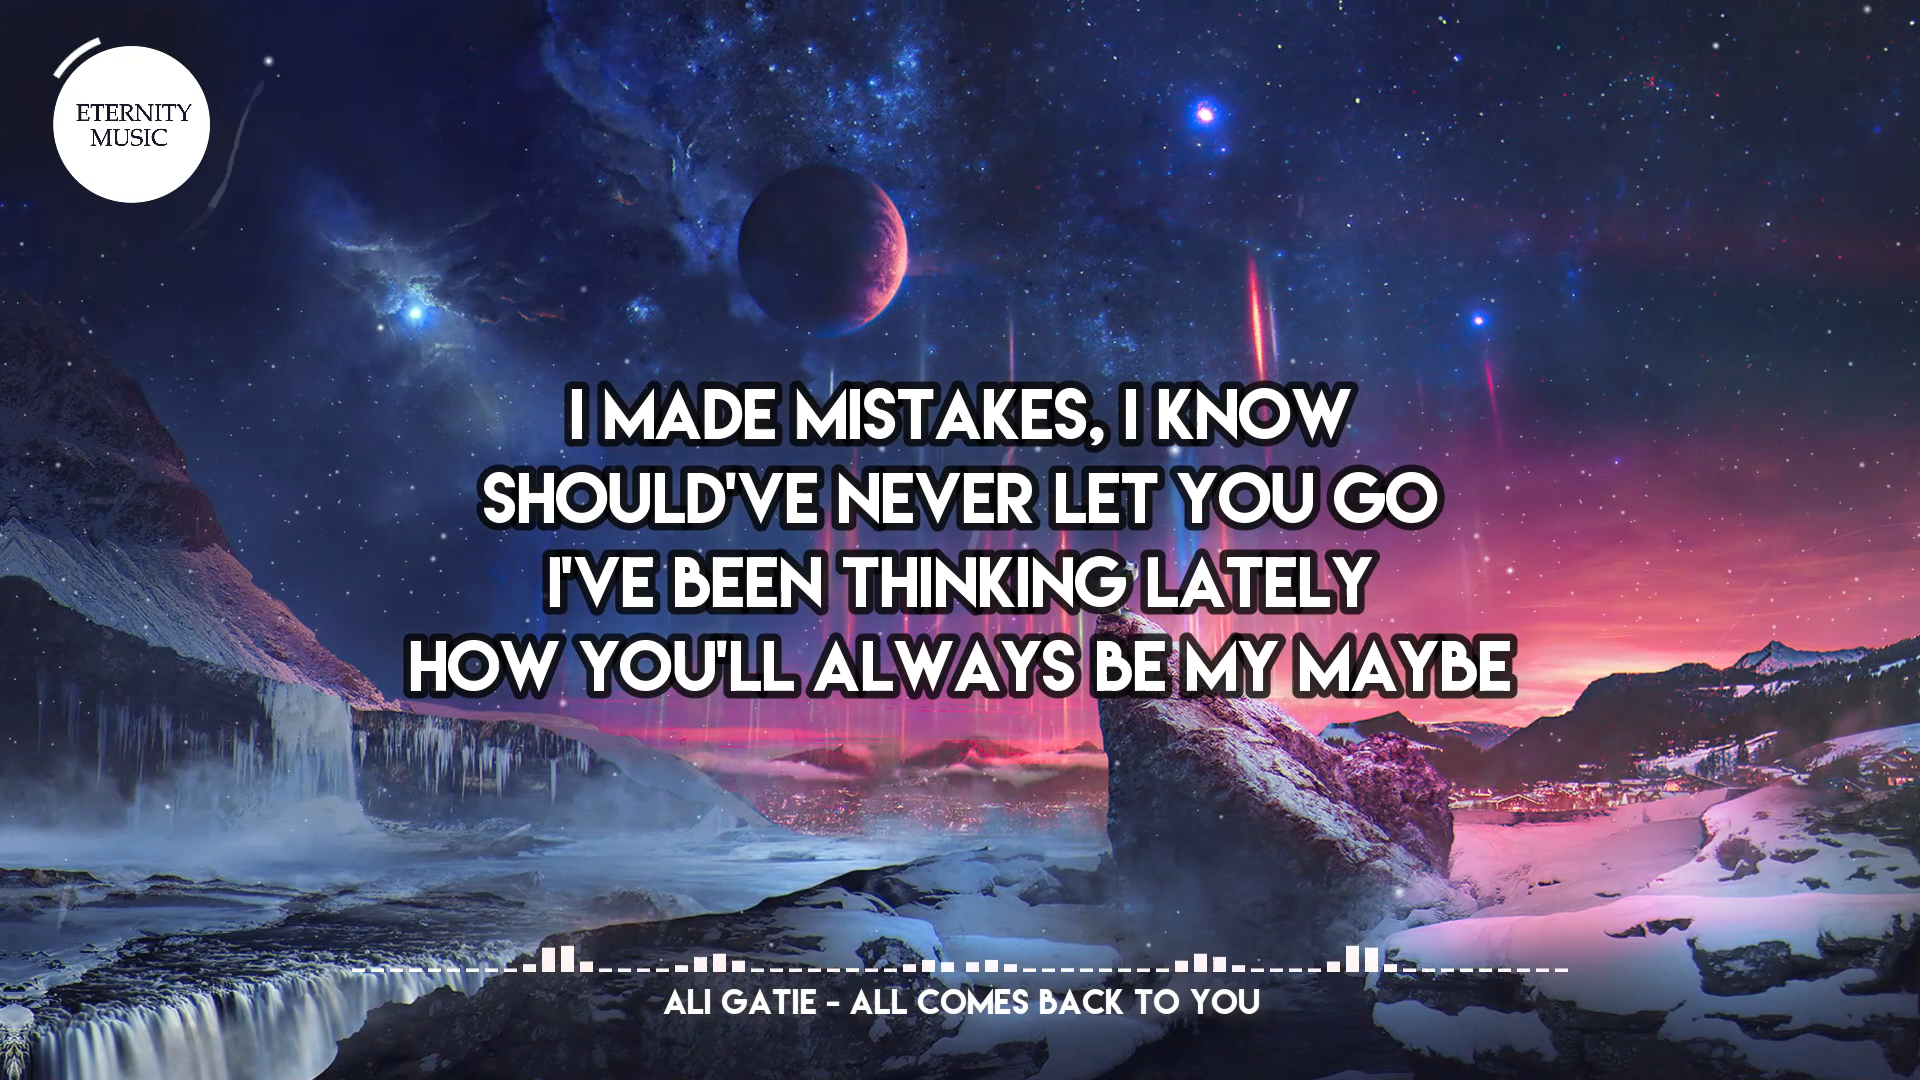 ETERNITY
MUSIC
I MADE MISTAKES, I KNOW
SHOULD'VE NEVER LET YOU GO
I'VE BEEN THINKING LATELY
HOW YOU'LL ALWAYS BE MY MAYBE
ALI GATIE - ALL COMES BACK TO YOU